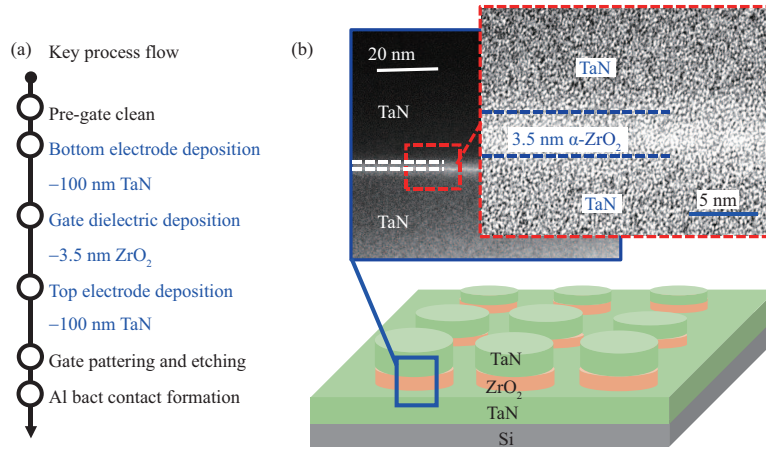 (a)
Key process flow
Pre-gate clean
Bottom electrode deposition
−100 nm TaN
Gate dielectric deposition
−3.5 nm ZrO₂
Top electrode deposition
−100 nm TaN
Gate pattering and etching
Al bact contact formation
(b)
20 nm
TaN
TaN
TaN
3.5 nm α-ZrO₂
TaN
5 nm
TaN
ZrO₂
TaN
Si